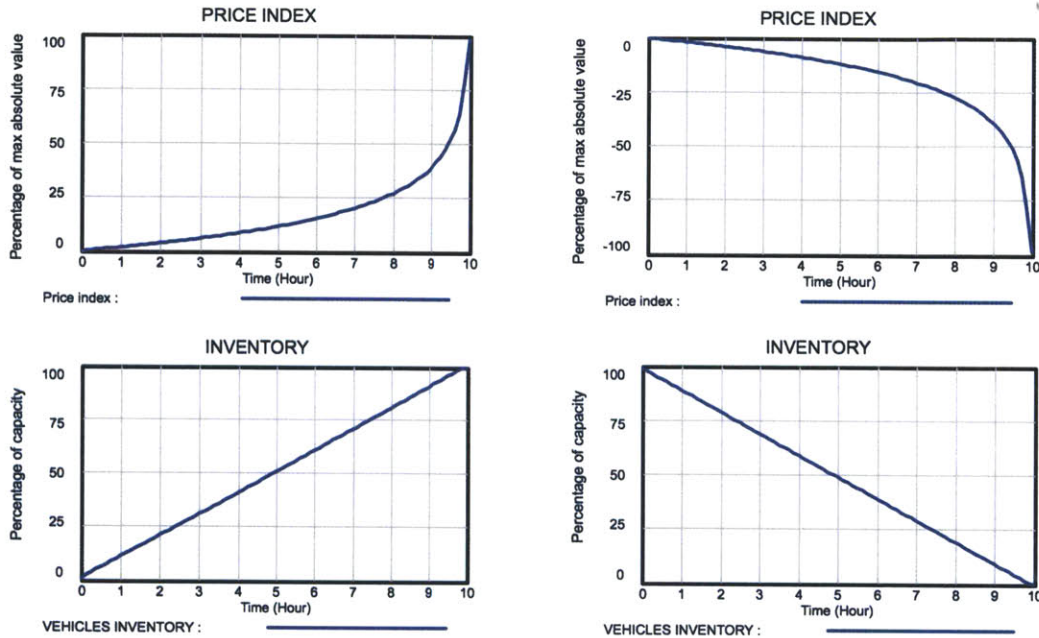 PRICE INDEX
Percentage of max absolute value
100
75
50
25
0
0 1 2 3 4 5 6 7 8 9 10
Time (Hour)
Price index :
PRICE INDEX
Percentage of max absolute value
0
-25
-50
-75
-100
0 1 2 3 4 5 6 7 8 9 10
Time (Hour)
Price index :
INVENTORY
Percentage of capacity
100
75
50
25
0
0 1 2 3 4 5 6 7 8 9 10
Time (Hour)
VEHICLES INVENTORY :
INVENTORY
Percentage of capacity
100
75
50
25
0
0 1 2 3 4 5 6 7 8 9 10
Time (Hour)
VEHICLES INVENTORY :